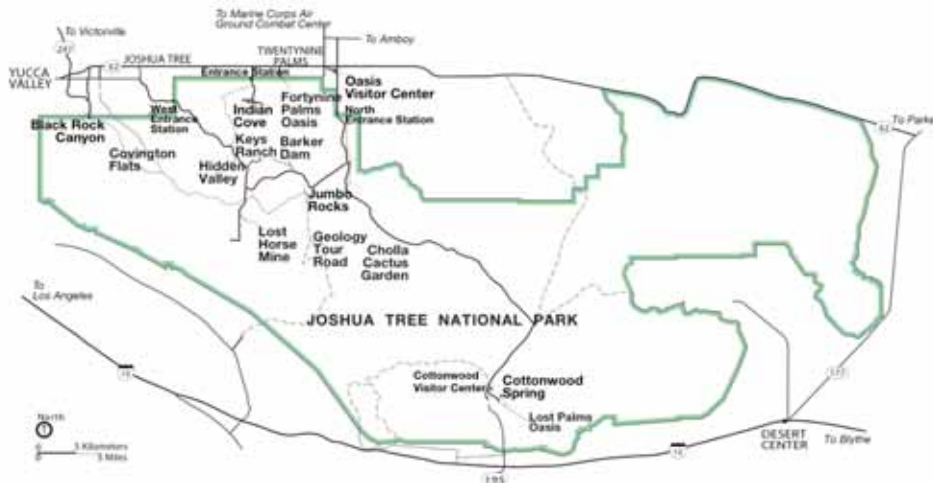 To Marine Corps Air
Ground Combat Center
To Victorville
To Amboy
247
JOSHUA TREE
62
TWENTYNINE
PALMS
YUCCA
VALLEY
Entrance Station
Oasis
Visitor Center
Fortynine
Palms
Oasis
Indian
Cove
West
Entrance
Station
North
Entrance Station
Black Rock
Canyon
To Parke
62
Keys
Ranch
Barker
Dam
Covington
Flats
Hidden
Valley
Jumbo
Rocks
Lost
Horse
Mine
Geology
Tour
Road
Cholla
Cactus
Garden
To
Los Angeles
JOSHUA TREE NATIONAL PARK
10
177
Cottonwood
Visitor Center
Cottonwood
Spring
Lost Palms
Oasis
North
0 5 Kilometers
0 5 Miles
10
DESERT
CENTER
To Blythe
195